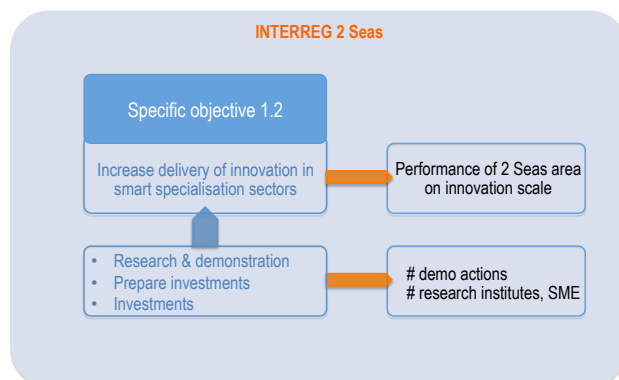 INTERREG 2 Seas
Specific objective 1.2
Increase delivery of innovation in
smart specialisation sectors
Performance of 2 Seas area
on innovation scale
• Research & demonstration
• Prepare investments
• Investments
# demo actions
# research institutes, SME